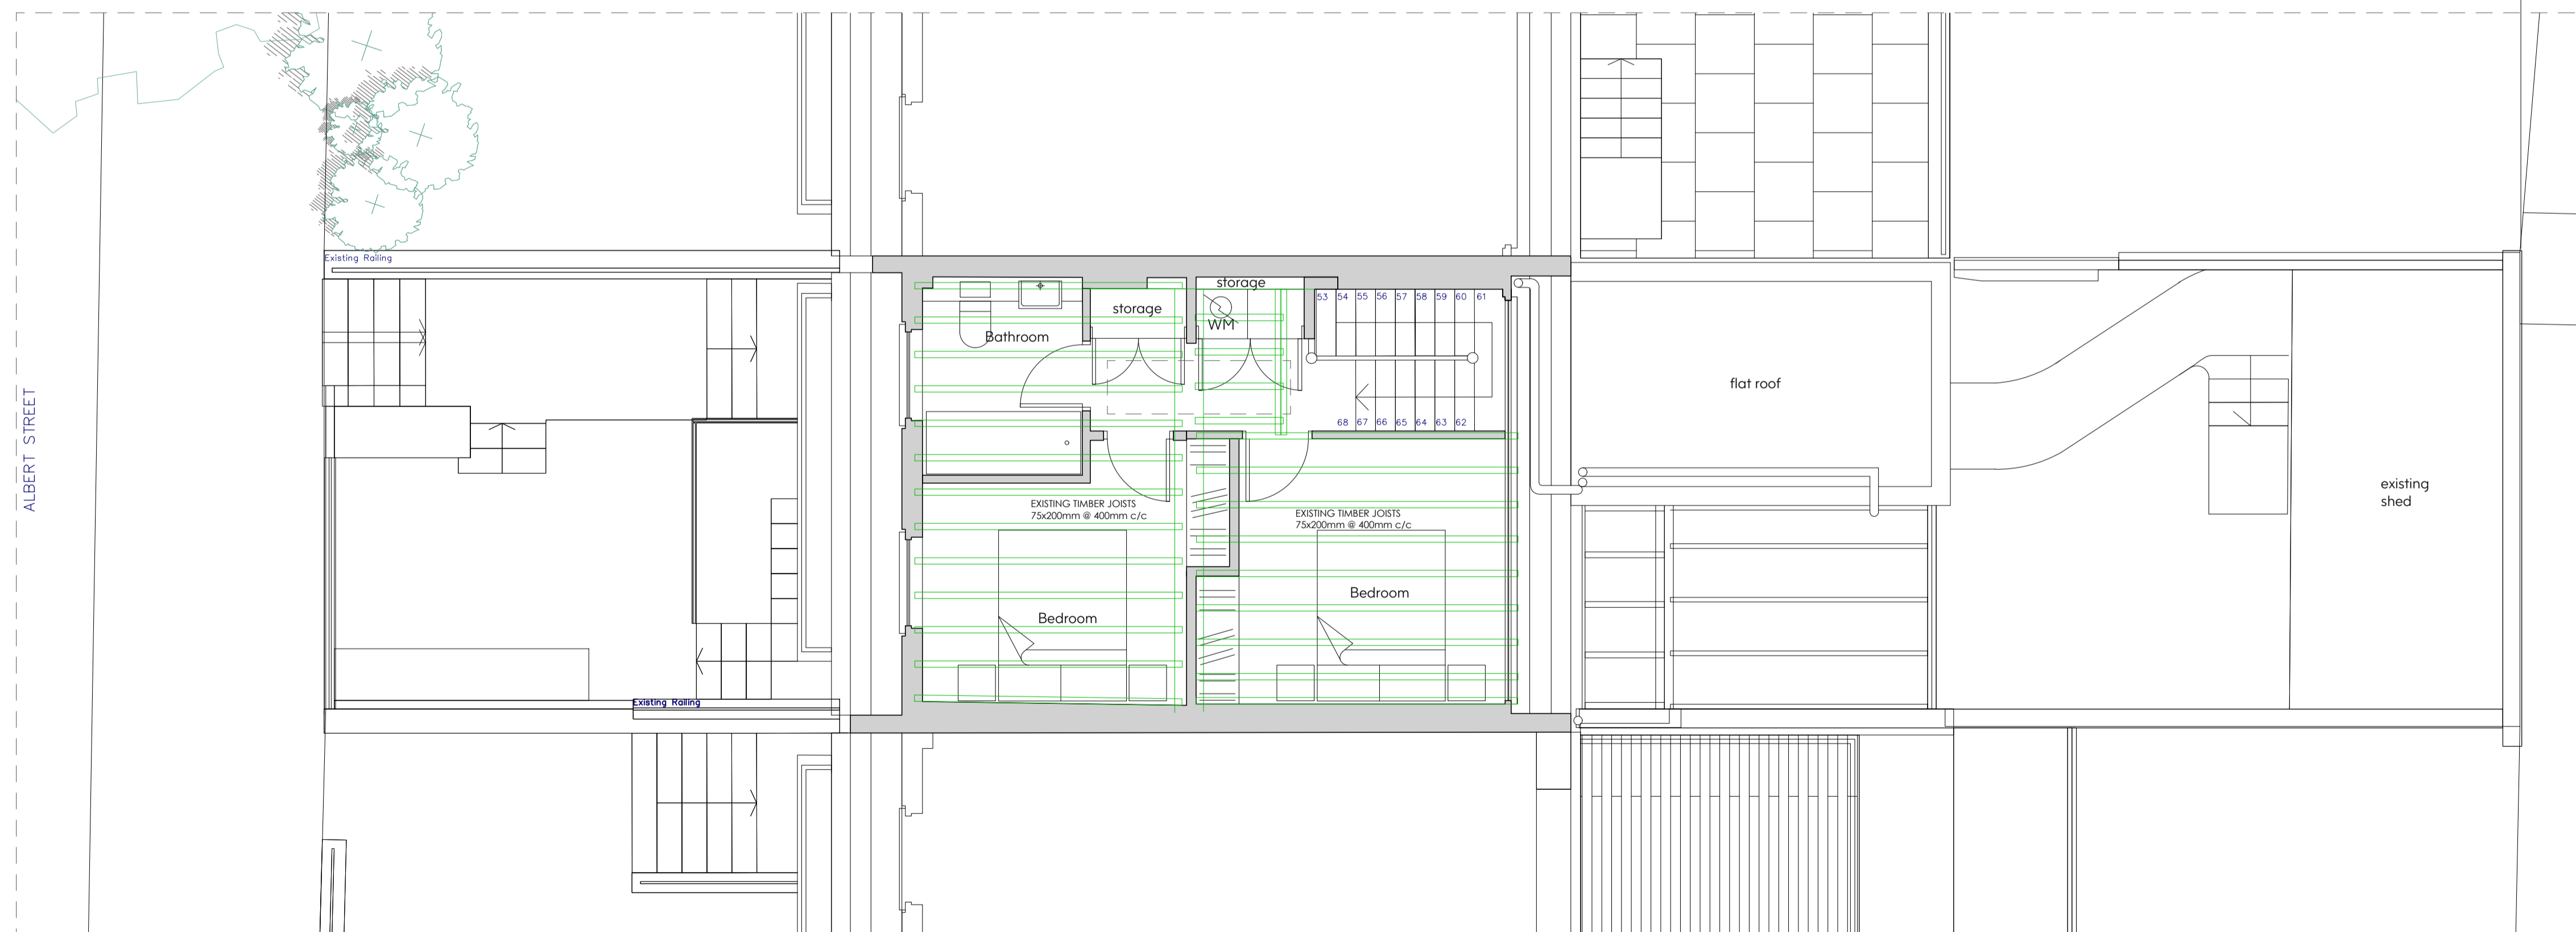 Existing Railing
storage
53 54 55 56 57 58 59 60 61
storage
WM
Bathroom
flat roof
68 67 66 65 64 63 62
ALBERT STREET
existing
shed
EXISTING TIMBER JOISTS
75x200mm @ 400mm c/c
EXISTING TIMBER JOISTS
75x200mm @ 400mm c/c
Bedroom
Bedroom
Existing Railing